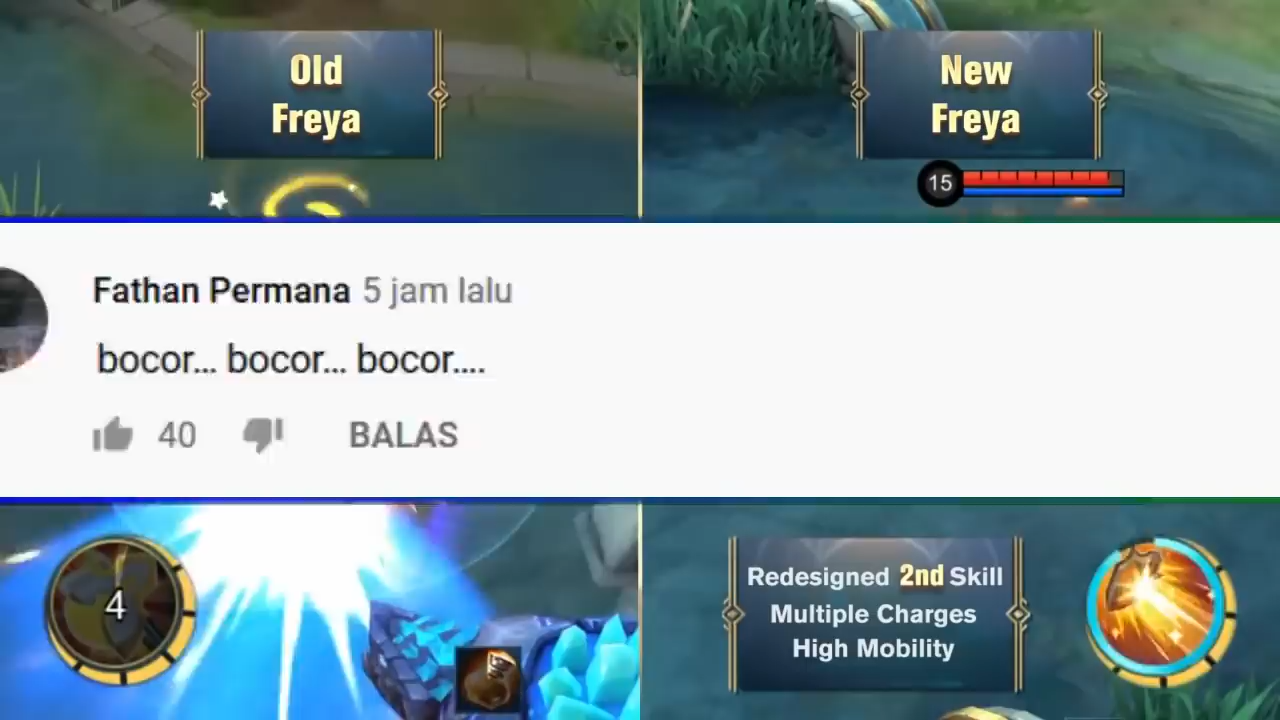 Old
Freya
New
Freya
15
Fathan Permana 5 jam lalu
bocor... bocor... bocor....
40 BALAS
4
Redesigned 2nd Skill
Multiple Charges
High Mobility